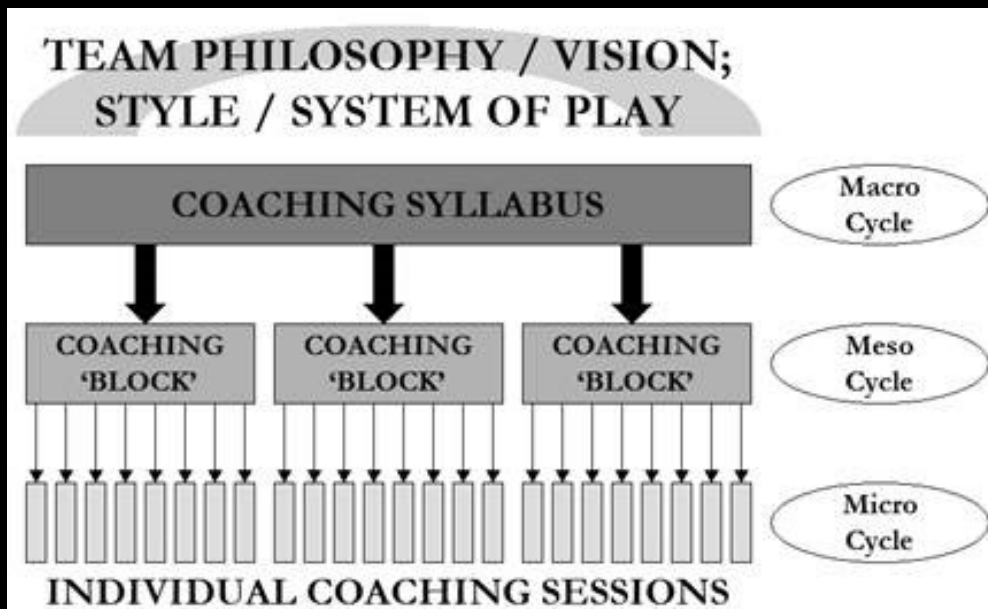 TEAM PHILOSOPHY / VISION;
STYLE / SYSTEM OF PLAY
COACHING SYLLABUS
Macro
Cycle
COACHING
‘BLOCK’
COACHING
‘BLOCK’
COACHING
‘BLOCK’
Meso
Cycle
Micro
Cycle
INDIVIDUAL COACHING SESSIONS